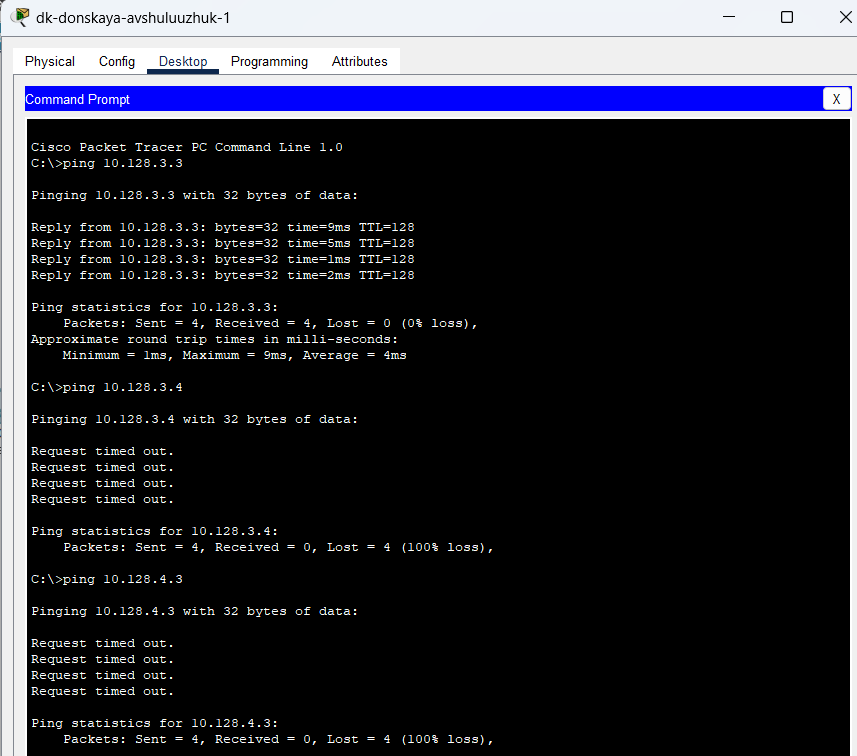 dk-donskaya-avshuluuzhuk-1
Physical Config Desktop Programming Attributes
Command Prompt
X
Cisco Packet Tracer PC Command Line 1.0
C:\>ping 10.128.3.3
Pinging 10.128.3.3 with 32 bytes of data:
Reply from 10.128.3.3: bytes=32 time=9ms TTL=128
Reply from 10.128.3.3: bytes=32 time=5ms TTL=128
Reply from 10.128.3.3: bytes=32 time=1ms TTL=128
Reply from 10.128.3.3: bytes=32 time=2ms TTL=128
Ping statistics for 10.128.3.3:
Packets: Sent = 4, Received = 4, Lost = 0 (0% loss),
Approximate round trip times in milli-seconds:
Minimum = 1ms, Maximum = 9ms, Average = 4ms
C:\>ping 10.128.3.4
Pinging 10.128.3.4 with 32 bytes of data:
Request timed out.
Request timed out.
Request timed out.
Request timed out.
Ping statistics for 10.128.3.4:
Packets: Sent = 4, Received = 0, Lost = 4 (100% loss),
C:\>ping 10.128.4.3
Pinging 10.128.4.3 with 32 bytes of data:
Request timed out.
Request timed out.
Request timed out.
Request timed out.
Ping statistics for 10.128.4.3:
Packets: Sent = 4, Received = 0, Lost = 4 (100% loss),